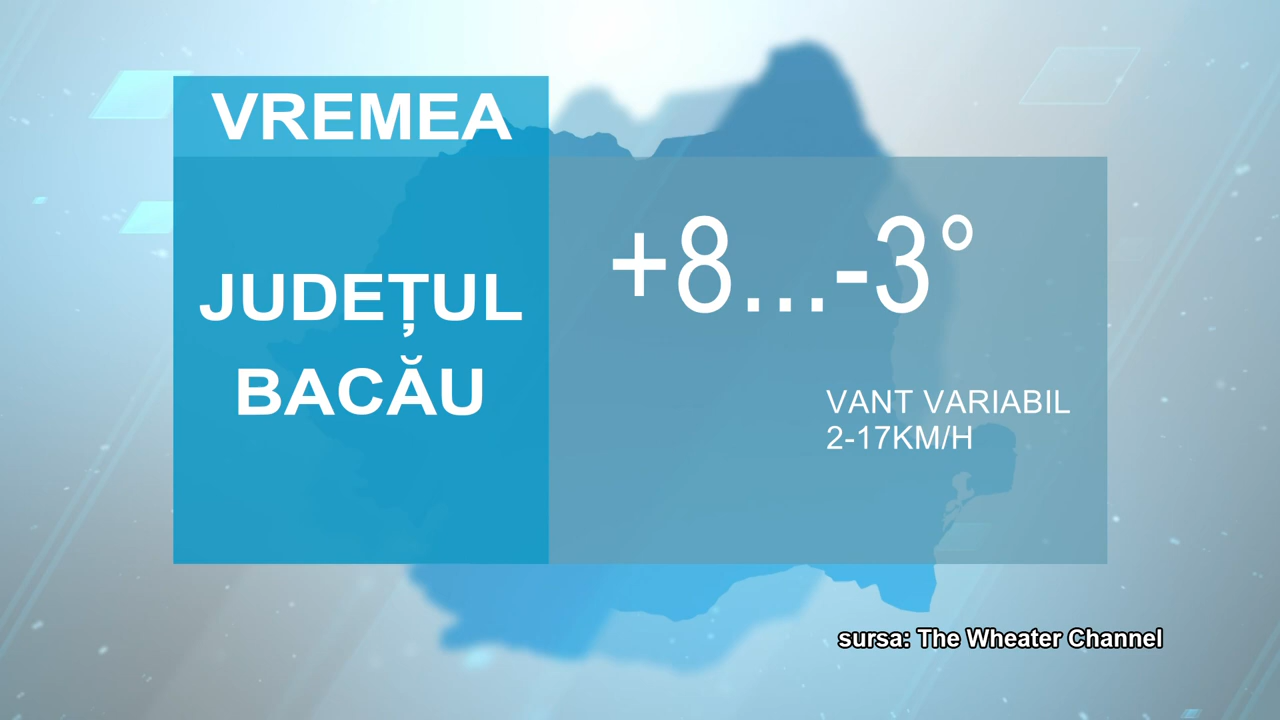 VREMEA
JUDEȚUL
BACĂU
+8...-3°
VANT VARIABIL
2-17KM/H
sursa: The Wheater Channel